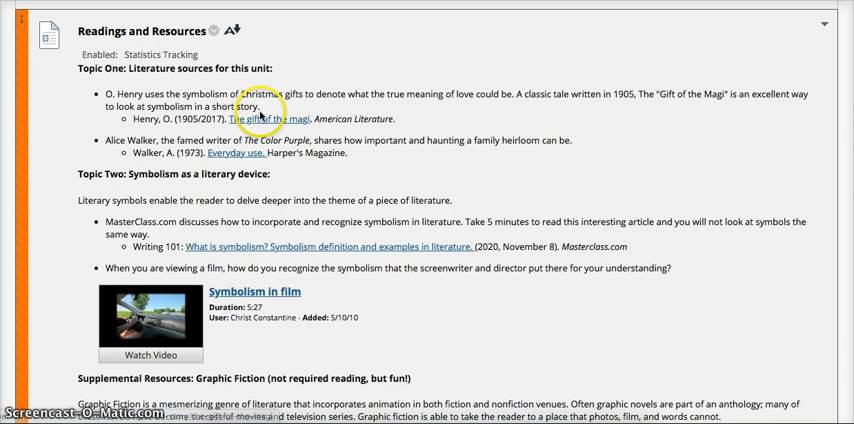 Readings and Resources
Enabled: Statistics Tracking
Topic One: Literature sources for this unit:
O. Henry uses the symbolism of Christmas gifts to denote what the true meaning of love could be. A classic tale written in 1905, The "Gift of the Magi" is an excellent way
to look at symbolism in a short story.
Henry, O. (1905/2017). The gift of the magi. American Literature.
Alice Walker, the famed writer of The Color Purple, shares how important and haunting a family heirloom can be.
Walker, A. (1973). Everyday use. Harper's Magazine.
Topic Two: Symbolism as a literary device:
Literary symbols enable the reader to delve deeper into the theme of a piece of literature.
MasterClass.com discusses how to incorporate and recognize symbolism in literature. Take 5 minutes to read this interesting article and you will not look at symbols the
same way.
Writing 101: What is symbolism? Symbolism definition and examples in literature. (2020, November 8). Masterclass.com
When you are viewing a film, how do you recognize the symbolism that the screenwriter and director put there for your understanding?
Symbolism in film
Duration: 5:27
User: Christ Constantine - Added: 5/10/10
Watch Video
Supplemental Resources: Graphic Fiction (not required reading, but fun!)
Graphic Fiction is a mesmerizing genre of literature that incorporates animation in both fiction and nonfiction venues. Often graphic novels are part of an anthology; many of
and television series. Graphic fiction is able to take the reader to a place that photos, film, and words cannot.
Screencast-O-Matic.com